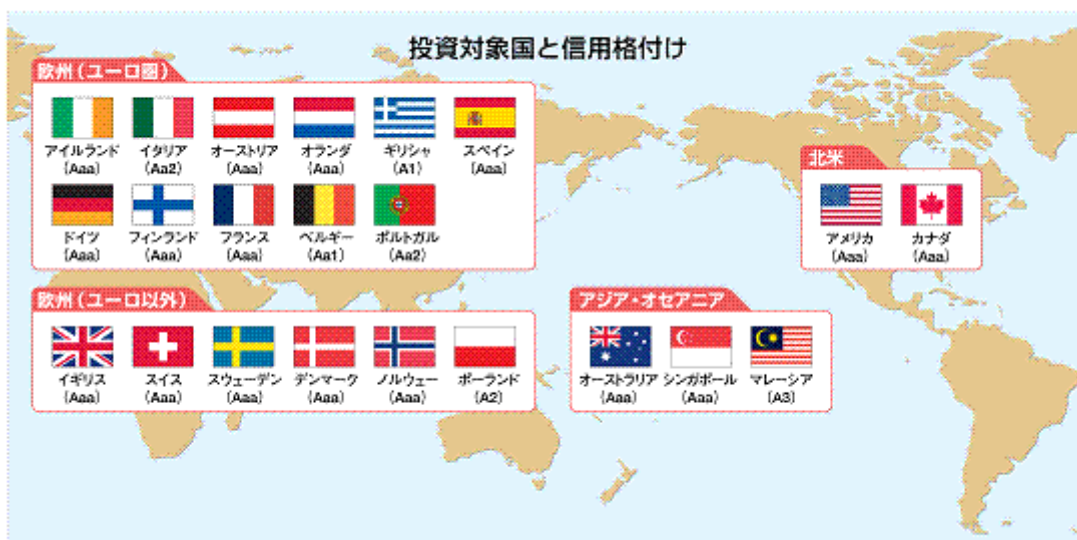 投資対象国と信用格付け
欧州(ユーロ圏)
アイルランド イタリア オーストリア オランダ ギリシャ スペイン
(Aaa) (Aa2) (Aaa) (Aaa) (A1) (Aaa)
ドイツ フィンランド フランス ベルギー ポルトガル
(Aaa) (Aaa) (Aaa) (Aa1) (Aa2)
北米
アメリカ カナダ
(Aaa) (Aaa)
欧州(ユーロ以外)
イギリス スイス スウェーデン デンマーク ノルウェー ポーランド
(Aaa) (Aaa) (Aaa) (Aaa) (Aaa) (A2)
アジア・オセアニア
オーストラリア シンガポール マレーシア
(Aaa) (Aaa) (A3)